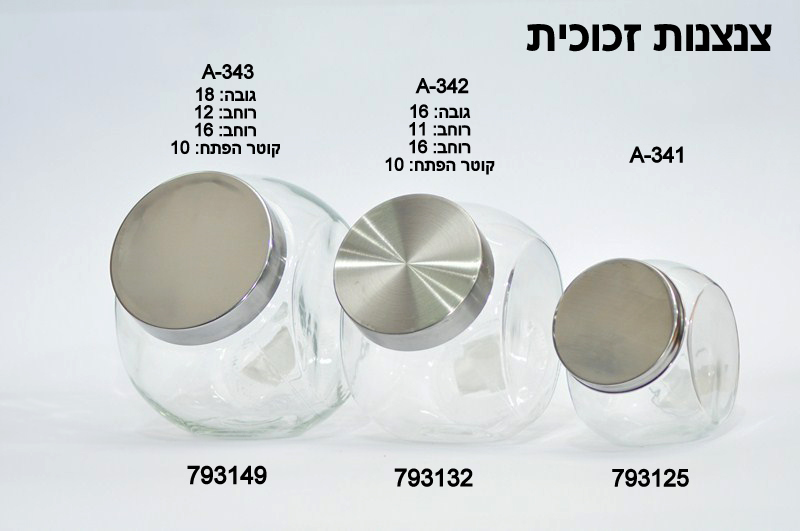 צנצנות זכוכית
A-343
גובה: 18
רוחב: 12
רוחב: 16
קוטר הפתח: 10
A-342
גובה: 16
רוחב: 11
רוחב: 16
קוטר הפתח: 10
A-341
793149
793132
793125